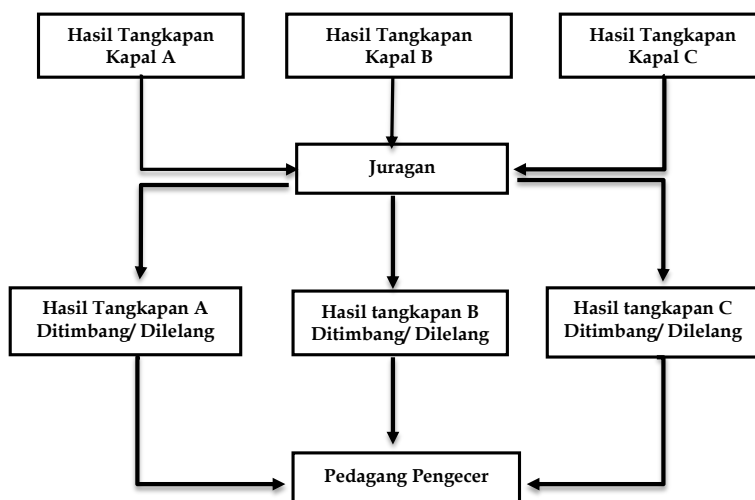 Hasil Tangkapan
Kapal A
Hasil Tangkapan
Kapal B
Hasil Tangkapan
Kapal C
Juragan
Hasil Tangkapan A
Ditimbang/ Dilelang
Hasil tangkapan B
Ditimbang/ Dilelang
Hasil tangkapan C
Ditimbang/ Dilelang
Pedagang Pengecer